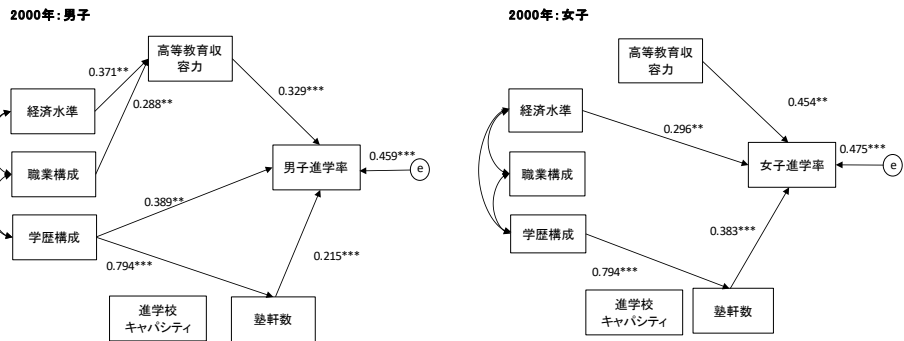 2000年：男子
高等教育収
容力
0.371**
0.288**
0.329***
経済水準
職業構成
学歴構成
男子進学率
0.459***
e
0.389**
0.794***
0.215***
進学校
キャパシティ
塾軒数
2000年：女子
高等教育収
容力
0.454**
経済水準
0.296**
職業構成
学歴構成
女子進学率
0.475***
e
0.383***
0.794***
進学校
キャパシティ
塾軒数